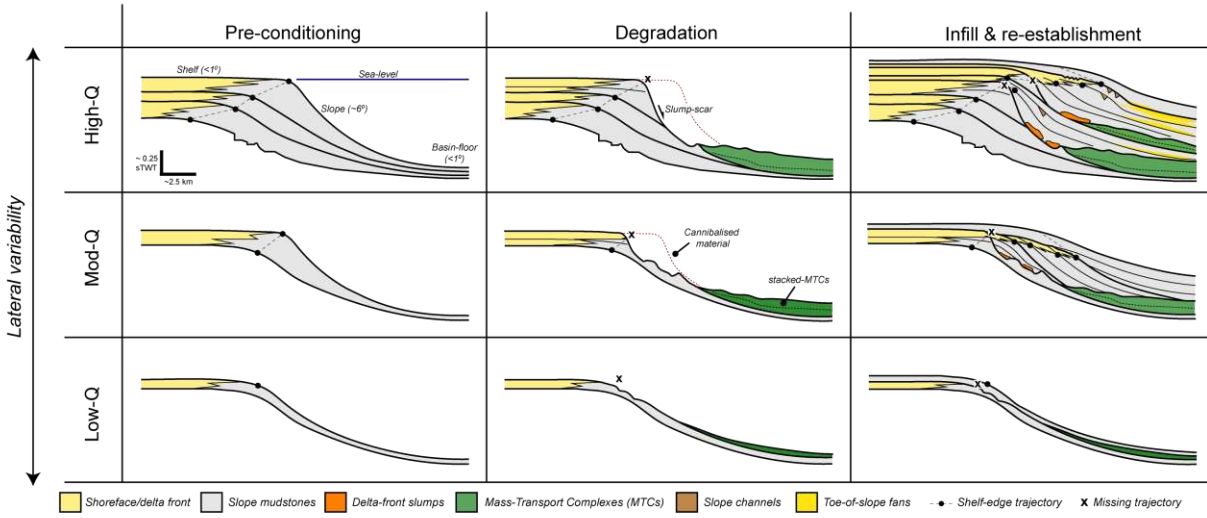 Pre-conditioning
Degradation
Infill & re-establishment
Lateral variability
High-Q
Shelf (<1º)
Sea-level
Slope (~6º)
Basin-floor
(<1º)
~ 0.25
sTWT
~2.5 km
Slump-scar
Mod-Q
Cannibalised
material
stacked-MTCs
Low-Q
Shoreface/delta front
Slope mudstones
Delta-front slumps
Mass-Transport Complexes (MTCs)
Slope channels
Toe-of-slope fans
Shelf-edge trajectory
x Missing trajectory